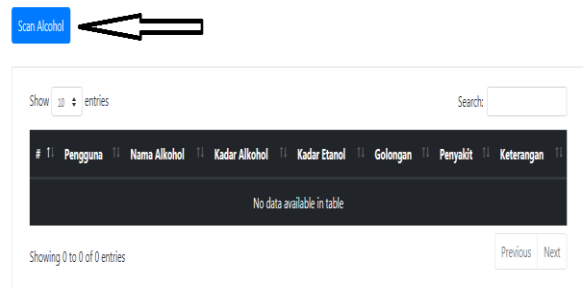 Scan Alcohol
Show 10 entries
Search:
# Pengguna Nama Alkohol Kadar Alkohol Kadar Etanol Golongan Penyakit Keterangan
No data available in table
Showing 0 to 0 of 0 entries
Previous Next